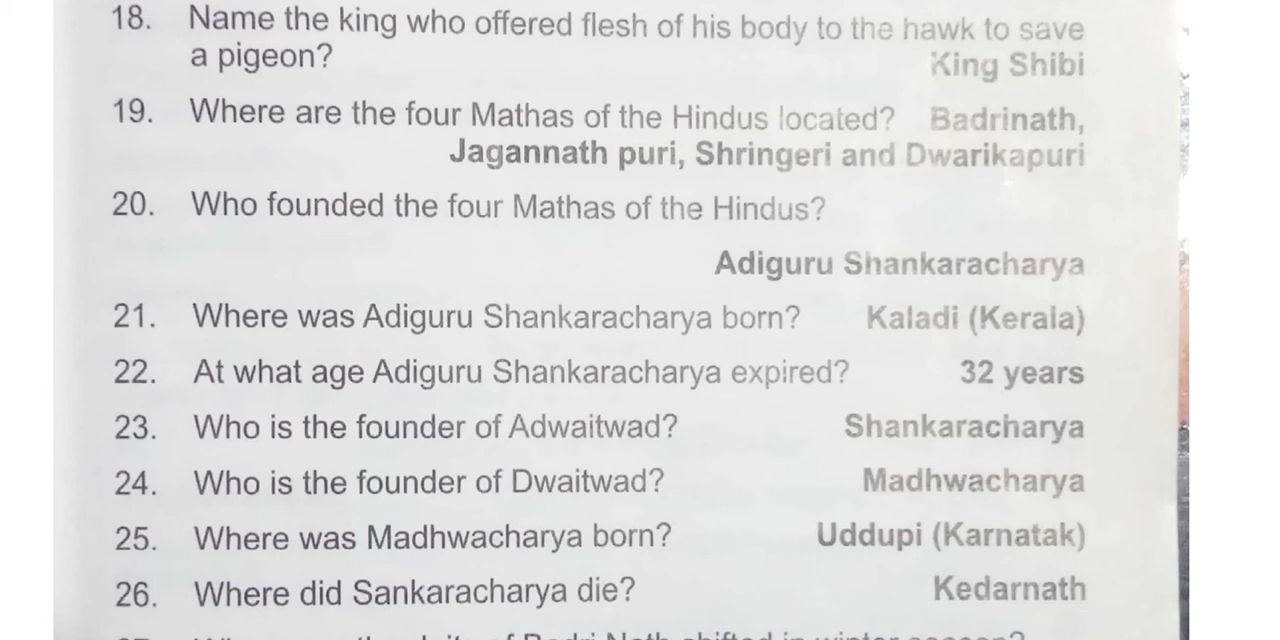 18. Name the king who offered flesh of his body to the hawk to save
a pigeon? King Shibi
19. Where are the four Mathas of the Hindus located? Badrinath,
Jagannath puri, Shringeri and Dwarikapuri
20. Who founded the four Mathas of the Hindus?
Adiguru Shankaracharya
21. Where was Adiguru Shankaracharya born? Kaladi (Kerala)
22. At what age Adiguru Shankaracharya expired? 32 years
23. Who is the founder of Adwaitwad? Shankaracharya
24. Who is the founder of Dwaitwad? Madhwacharya
25. Where was Madhwacharya born? Uddupi (Karnatak)
26. Where did Sankaracharya die? Kedarnath